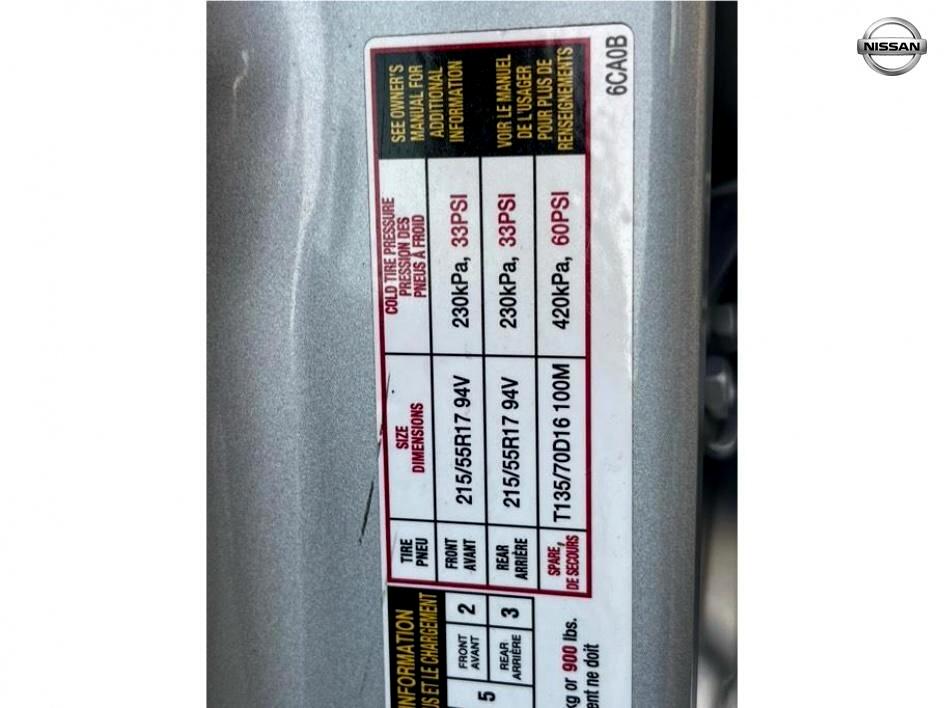 NISSAN
TIRE
PNEU
SIZE
DIMENSIONS
COLD TIRE PRESSURE
PRESSION DES
PNEUS À FROID
SEE OWNER'S
MANUAL FOR
ADDITIONAL
INFORMATION
FRONT
AVANT
215/55R17 94V
230kPa, 33PSI
REAR
ARRIÈRE
215/55R17 94V
230kPa, 33PSI
VOIR LE MANUEL
DE L'USAGER
POUR PLUS DE
RENSEIGNEMENTS
SPARE,
DE SECOURS
T135/70D16 100M
420kPa, 60PSI
6CA0B
INFORMATION
ET LE CHARGEMENT
5
FRONT
AVANT
2
REAR
ARRIÈRE
3
kg or 900 lbs.
ne doit